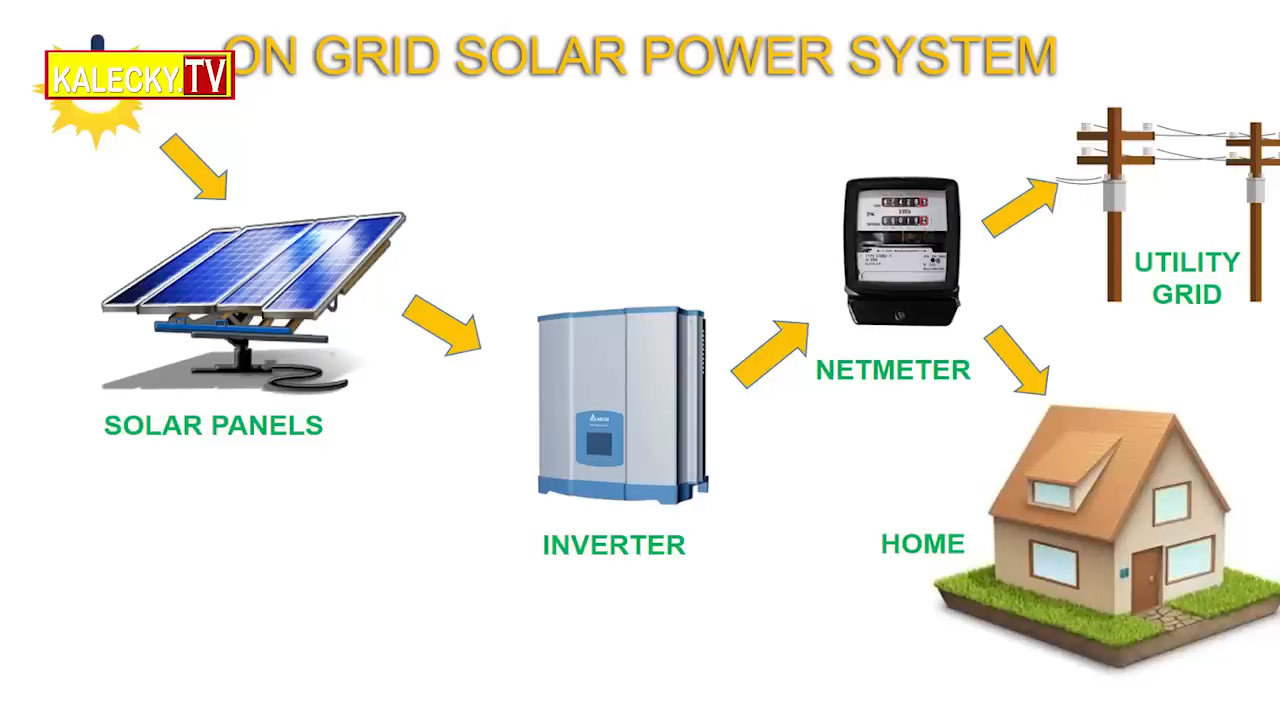 ON GRID SOLAR POWER SYSTEM
KALECKY.TV
UTILITY
GRID
NETMETER
SOLAR PANELS
INVERTER
HOME